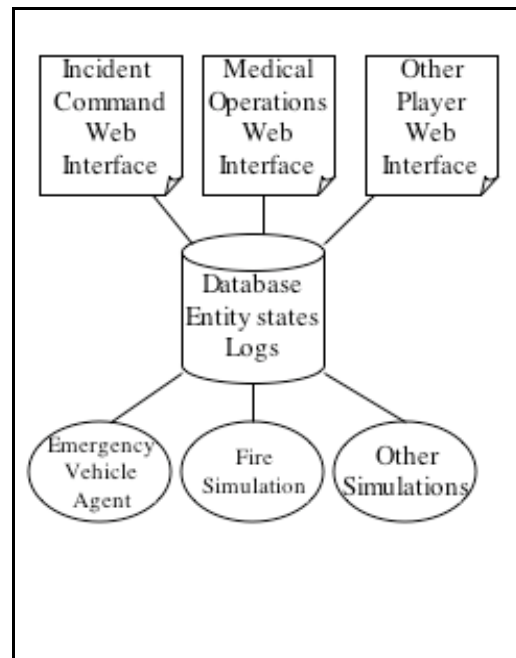 Incident
Command
Web
Interface
Medical
Operations
Web
Interface
Other
Player
Web
Interface
Database
Entity states
Logs
Emergency
Vehicle
Agent
Fire
Simulation
Other
Simulations